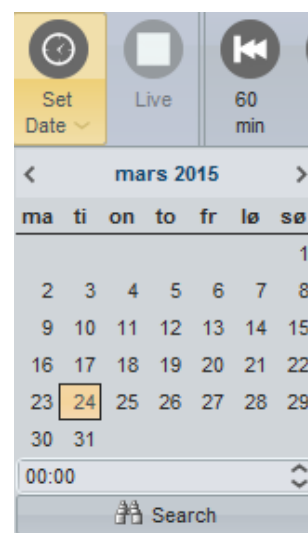 Set Date
Live
60 min
mars 2015
ma ti on to fr lø sø
1
2 3 4 5 6 7 8
9 10 11 12 13 14 15
16 17 18 19 20 21 22
23 24 25 26 27 28 29
30 31
00:00
Search